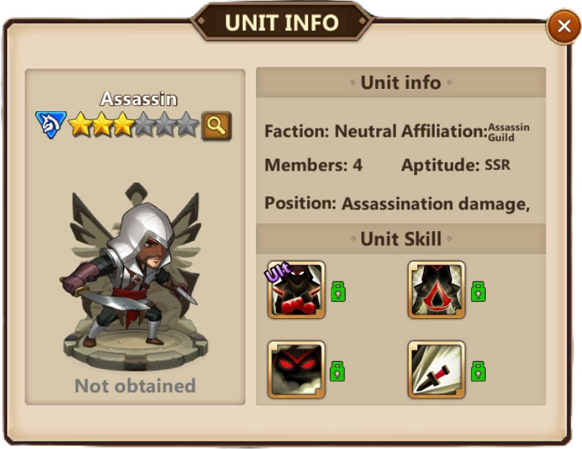 UNIT INFO
Assassin
Not obtained
Unit info
Faction: Neutral Affiliation: Assassin Guild
Members: 4 Aptitude: SSR
Position: Assassination damage,
Unit Skill
Ult